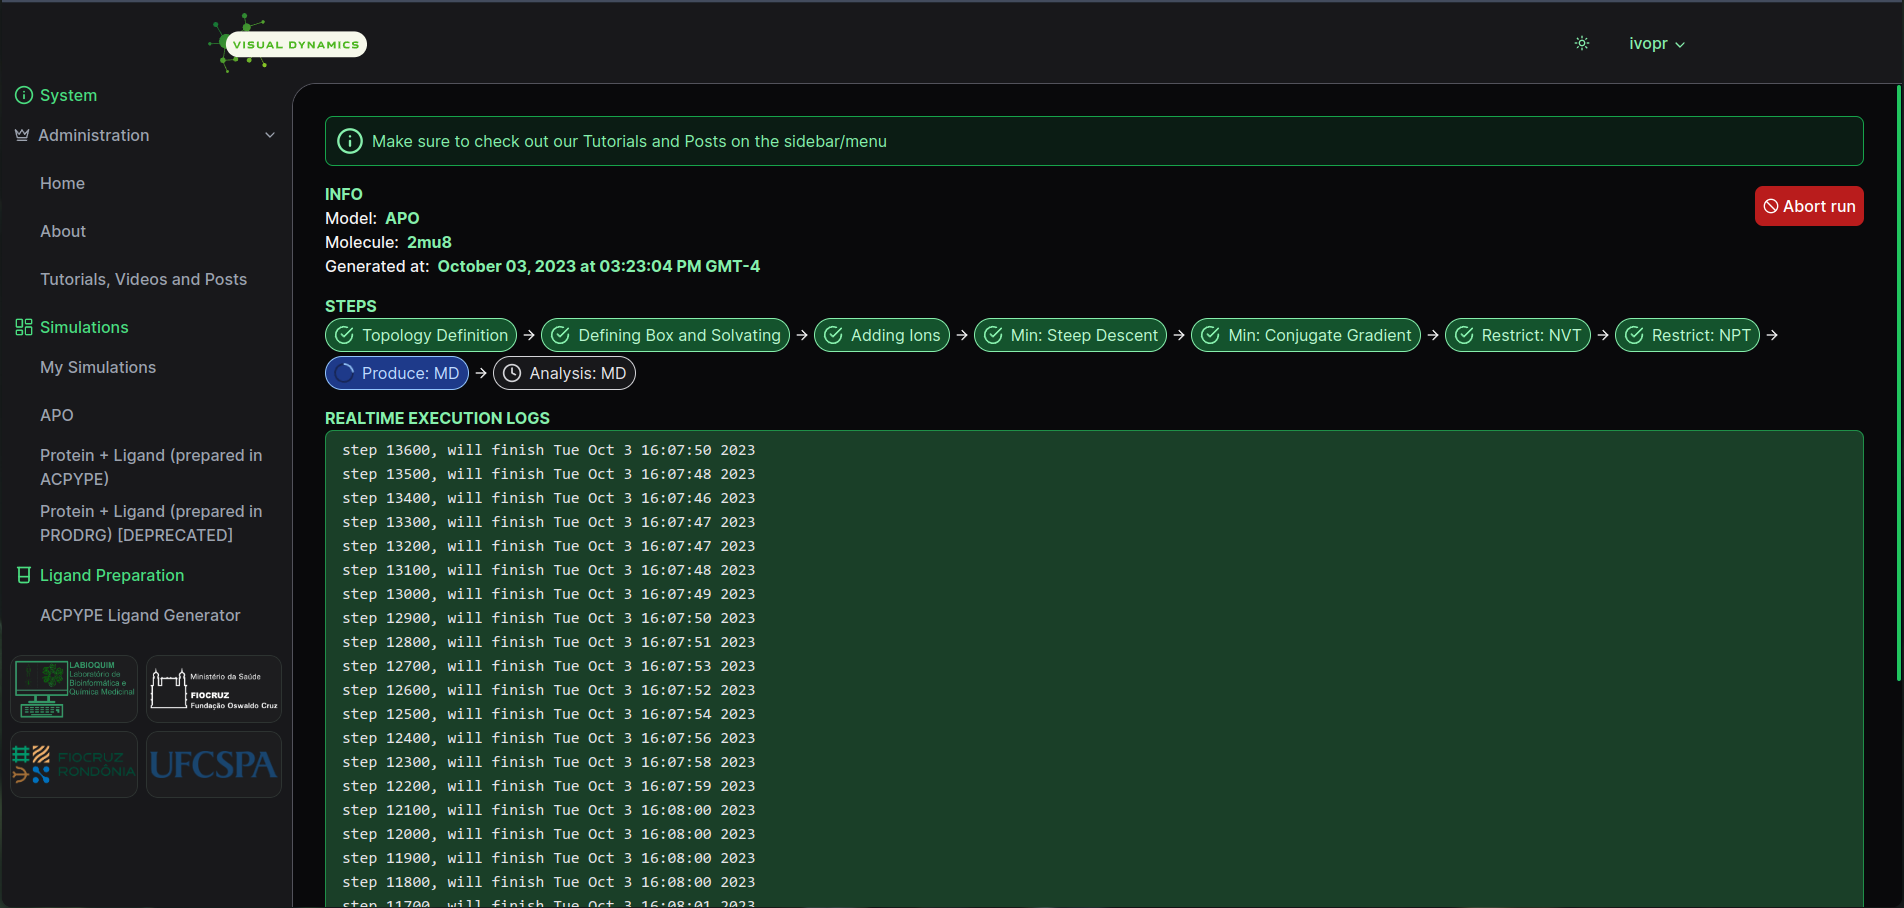 VISUAL DYNAMICS
ivopr
System
Administration
Home
About
Tutorials, Videos and Posts
Simulations
My Simulations
APO
Protein + Ligand (prepared in
ACPYPE)
Protein + Ligand (prepared in
PRODRG) [DEPRECATED]
Ligand Preparation
ACPYPE Ligand Generator
LABIOQUIM
Laboratório de
Bioinformática e
Química Medicinal
Ministério da Saúde
FIOCRUZ
Fundação Oswaldo Cruz
FIOCRUZ
RONDÔNIA
UFCSPA
Make sure to check out our Tutorials and Posts on the sidebar/menu
INFO
Model: APO
Molecule: 2mu8
Generated at: October 03, 2023 at 03:23:04 PM GMT-4
Abort run
STEPS
Topology Definition → Defining Box and Solvating → Adding Ions → Min: Steep Descent → Min: Conjugate Gradient → Restrict: NVT → Restrict: NPT →
Produce: MD → Analysis: MD
REALTIME EXECUTION LOGS
step 13600, will finish Tue Oct 3 16:07:50 2023
step 13500, will finish Tue Oct 3 16:07:48 2023
step 13400, will finish Tue Oct 3 16:07:46 2023
step 13300, will finish Tue Oct 3 16:07:47 2023
step 13200, will finish Tue Oct 3 16:07:47 2023
step 13100, will finish Tue Oct 3 16:07:48 2023
step 13000, will finish Tue Oct 3 16:07:49 2023
step 12900, will finish Tue Oct 3 16:07:50 2023
step 12800, will finish Tue Oct 3 16:07:51 2023
step 12700, will finish Tue Oct 3 16:07:53 2023
step 12600, will finish Tue Oct 3 16:07:52 2023
step 12500, will finish Tue Oct 3 16:07:54 2023
step 12400, will finish Tue Oct 3 16:07:56 2023
step 12300, will finish Tue Oct 3 16:07:58 2023
step 12200, will finish Tue Oct 3 16:07:59 2023
step 12100, will finish Tue Oct 3 16:08:00 2023
step 12000, will finish Tue Oct 3 16:08:00 2023
step 11900, will finish Tue Oct 3 16:08:00 2023
step 11800, will finish Tue Oct 3 16:08:00 2023
step 11700, will finish Tue Oct 3 16:08:01 2023